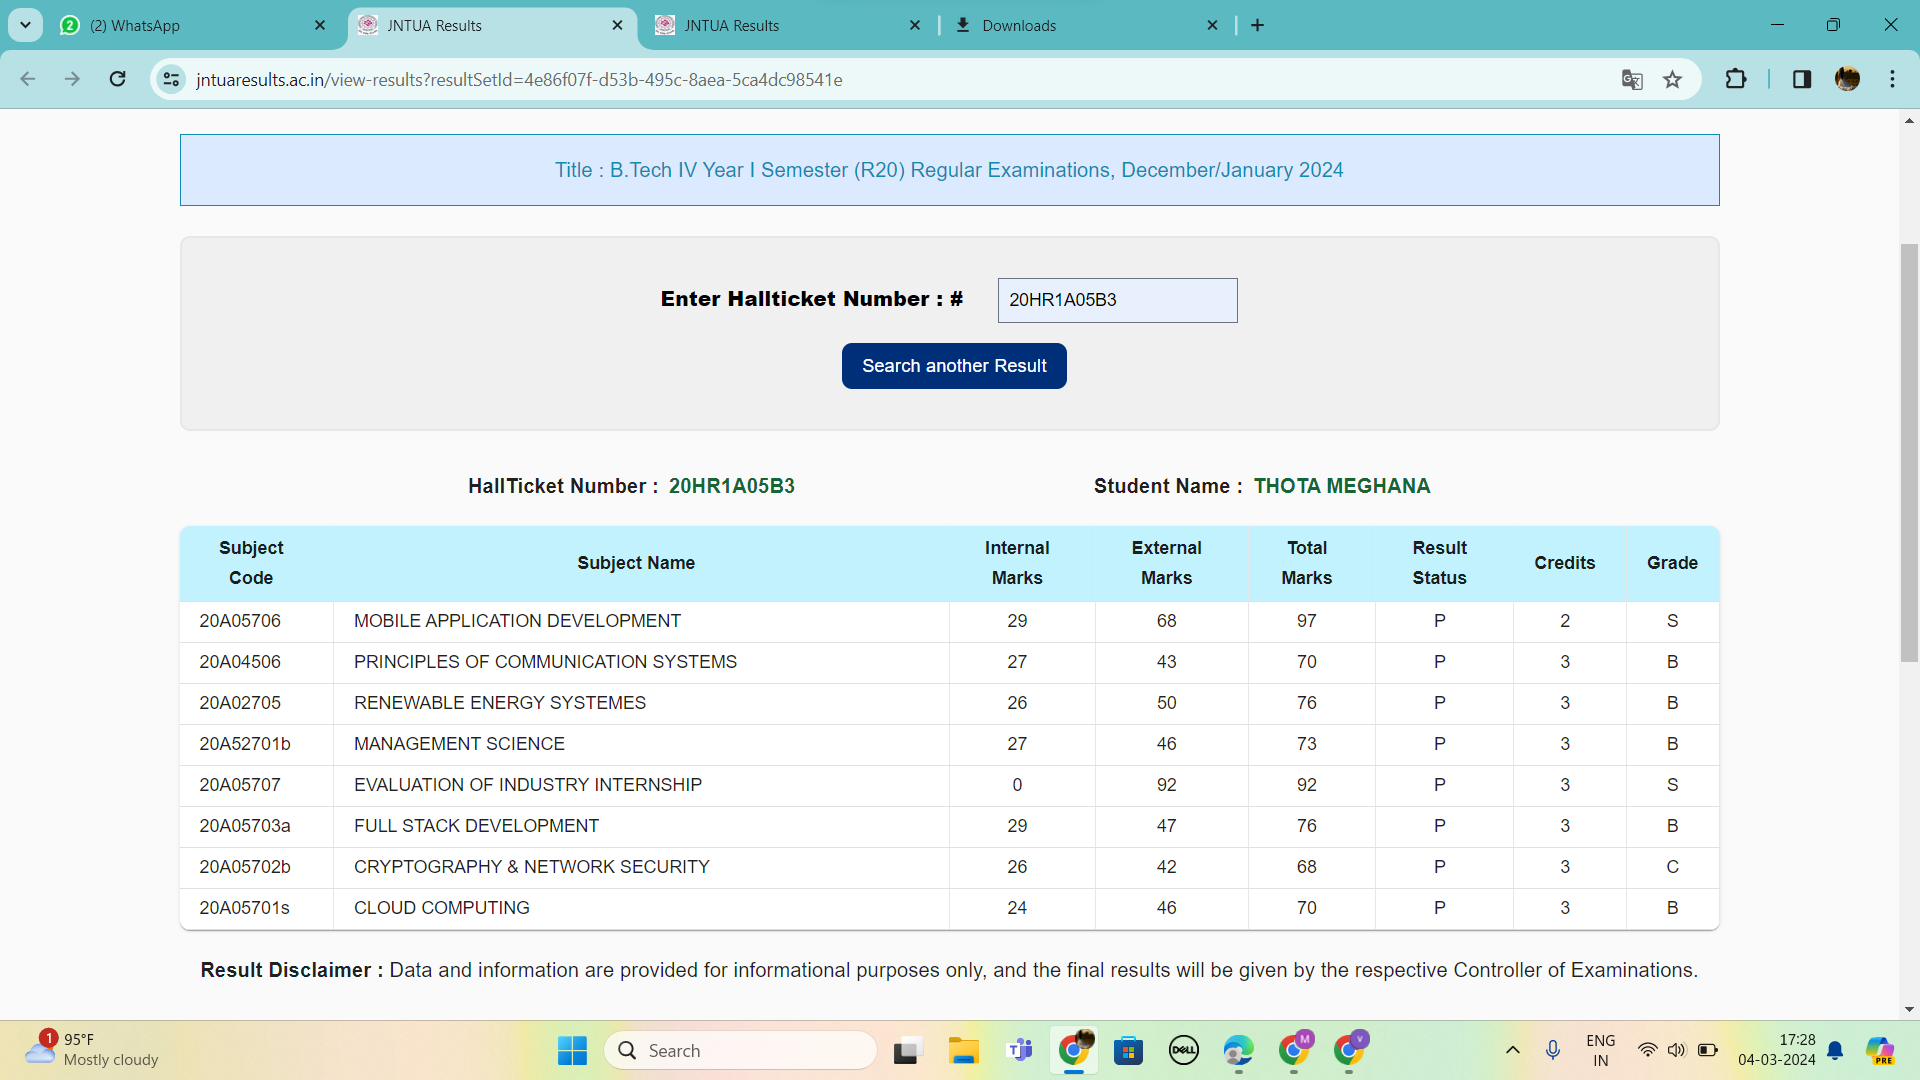 (2) WhatsApp
JNTUA Results
JNTUA Results
Downloads
jntuaresults.ac.in/view-results?resultSetId=4e86f07f-d53b-495c-8aea-5ca4dc98541e
Title : B.Tech IV Year I Semester (R20) Regular Examinations, December/January 2024
Enter Hallticket Number : # 20HR1A05B3
Search another Result
HallTicket Number : 20HR1A05B3 Student Name : THOTA MEGHANA
Subject Code Subject Name Internal Marks External Marks Total Marks Result Status Credits Grade
20A05706 MOBILE APPLICATION DEVELOPMENT 29 68 97 P 2 S
20A04506 PRINCIPLES OF COMMUNICATION SYSTEMS 27 43 70 P 3 B
20A02705 RENEWABLE ENERGY SYSTEMES 26 50 76 P 3 B
20A52701b MANAGEMENT SCIENCE 27 46 73 P 3 B
20A05707 EVALUATION OF INDUSTRY INTERNSHIP 0 92 92 P 3 S
20A05703a FULL STACK DEVELOPMENT 29 47 76 P 3 B
20A05702b CRYPTOGRAPHY & NETWORK SECURITY 26 42 68 P 3 C
20A05701s CLOUD COMPUTING 24 46 70 P 3 B
Result Disclaimer : Data and information are provided for informational purposes only, and the final results will be given by the respective Controller of Examinations.
1 95°F
Mostly cloudy
Search
DELL
M
V
ENG
IN
17:28
04-03-2024
PRE